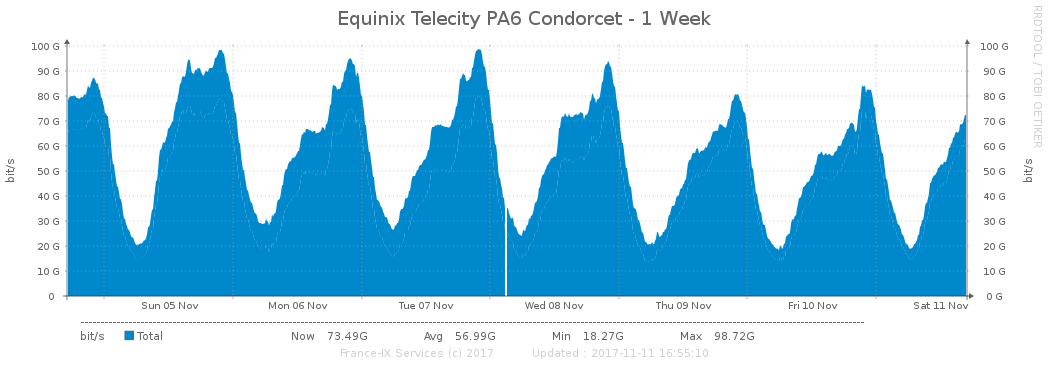 Equinix Telecity PA6 Condorcet - 1 Week
RRDTOOL / TOBI OETIKER
bit/s
100 G
90 G
80 G
70 G
60 G
50 G
40 G
30 G
20 G
10 G
0
100 G
90 G
80 G
70 G
60 G
50 G
40 G
30 G
20 G
10 G
0 G
bit/s
Sun 05 Nov Mon 06 Nov Tue 07 Nov Wed 08 Nov Thu 09 Nov Fri 10 Nov Sat 11 Nov
bit/s Total Now 73.49G Avg 56.99G Min 18.27G Max 98.72G
France-IX Services (c) 2017 Updated : 2017-11-11 16:55:10